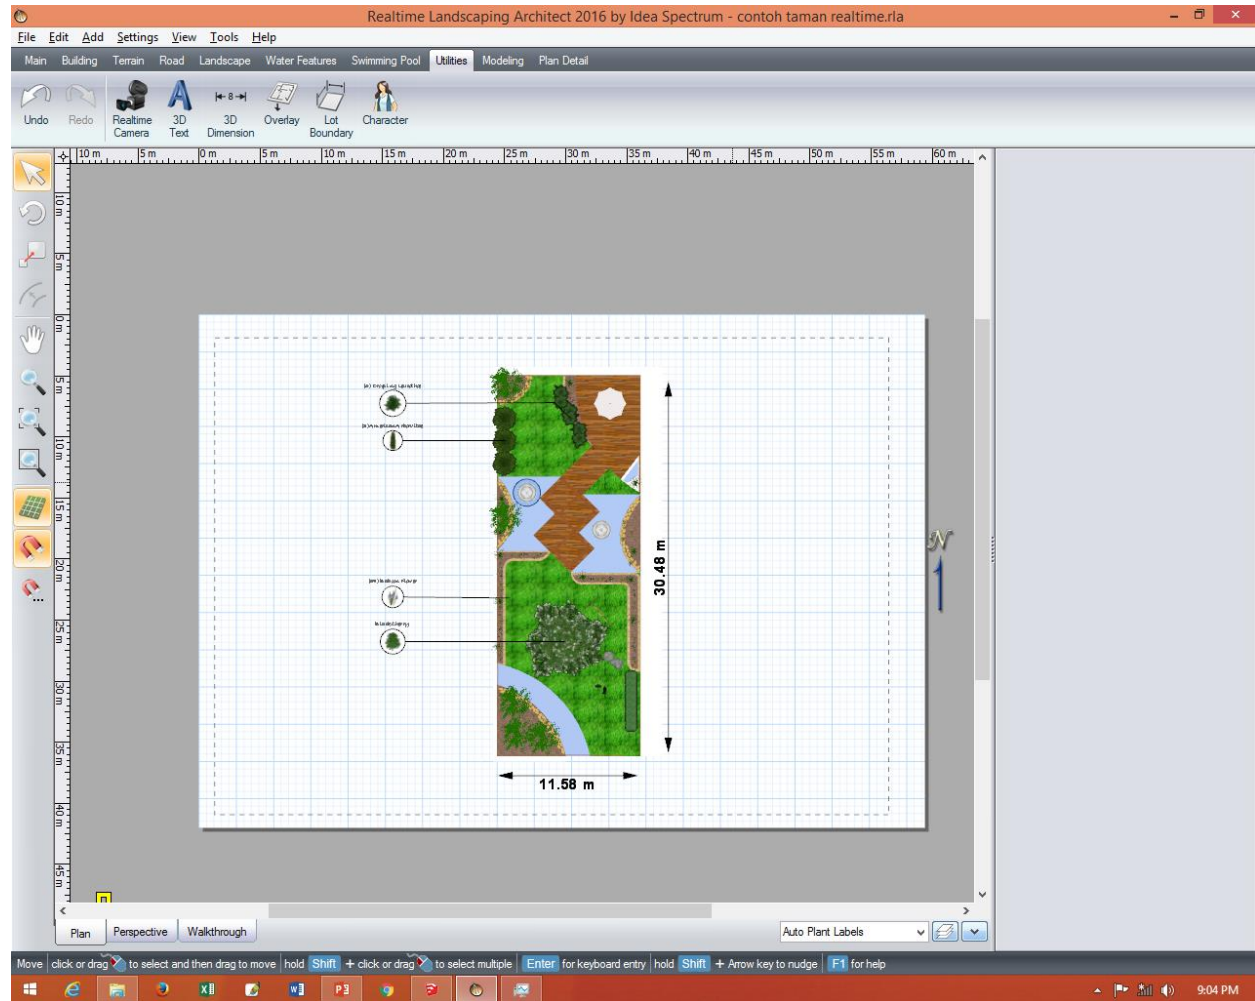 Realtime Landscaping Architect 2016 by Idea Spectrum - contoh taman realtime.rla
File Edit Add Settings View Tools Help
Main Building Terrain Road Landscape Water Features Swimming Pool Utilities Modeling Plan Detail
Undo Redo Realtime Camera 3D Text 3D Dimension Overlay Lot Boundary Character
10 m 5 m 0 m 5 m 10 m 15 m 20 m 25 m 30 m 35 m 40 m 45 m 50 m 55 m 60 m
10 m
5 m
0 m
5 m
10 m
15 m
20 m
25 m
30 m
35 m
40 m
45 m
30.48 m
N
11.58 m
Plan Perspective Walkthrough
Auto Plant Labels
Move click or drag to select and then drag to move hold Shift + click or drag to select multiple Enter for keyboard entry hold Shift + Arrow key to nudge F1 for help
9:04 PM